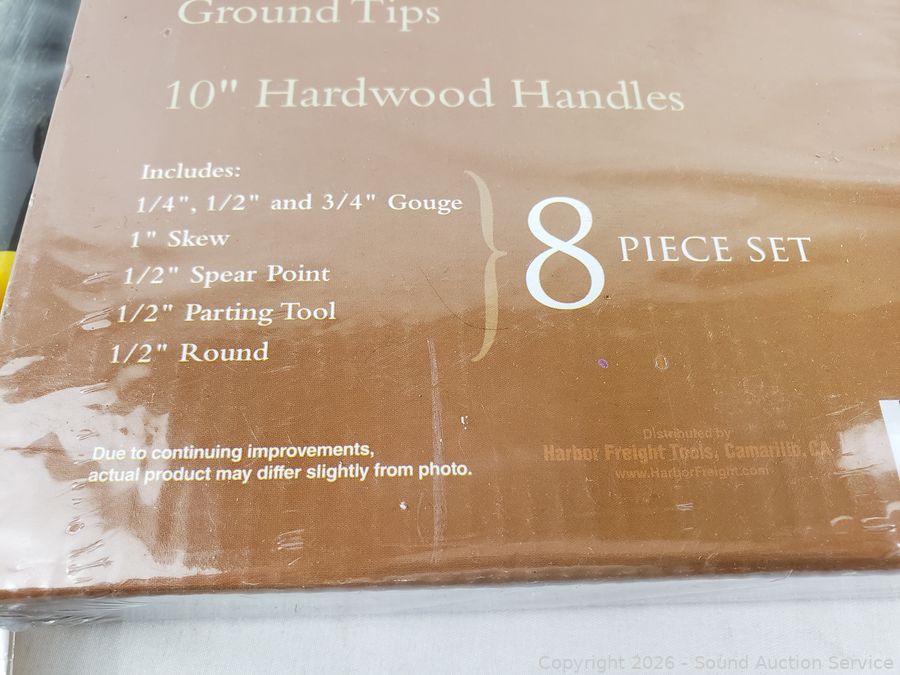 Ground Tips
10" Hardwood Handles
Includes:
1/4", 1/2" and 3/4" Gouge
1" Skew
1/2" Spear Point
1/2" Parting Tool
1/2" Round
8 PIECE SET
Due to continuing improvements,
actual product may differ slightly from photo.
Distributed by
Harbor Freight Tools, Camarillo, CA
www.HarborFreight.com
Copyright 2026 - Sound Auction Service